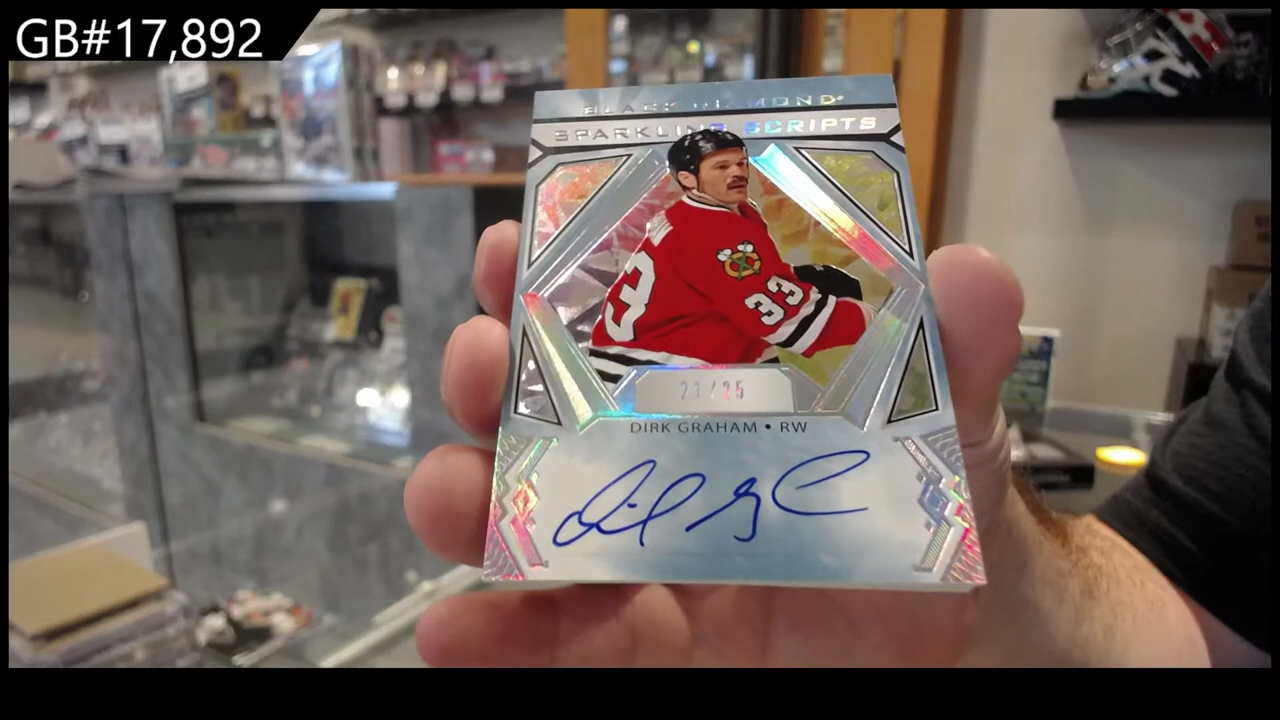 GB#17,892
BLACK DIAMOND
SPARKLING SCRIPTS
33
33
21/25
DIRK GRAHAM • RW